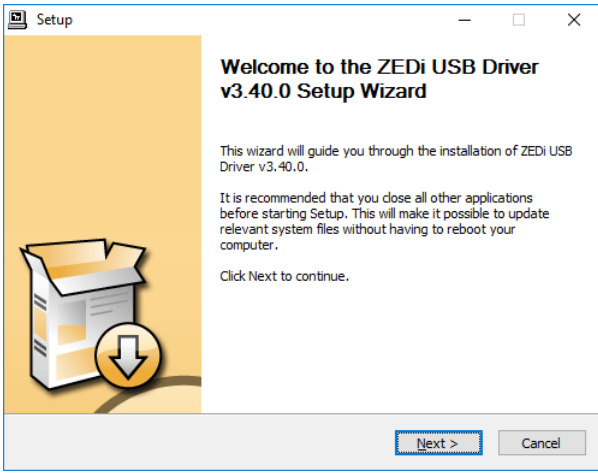 Setup
Welcome to the ZEDi USB Driver
v3.40.0 Setup Wizard
This wizard will guide you through the installation of ZEDi USB
Driver v3.40.0.
It is recommended that you close all other applications
before starting Setup. This will make it possible to update
relevant system files without having to reboot your
computer.
Click Next to continue.
Next >
Cancel